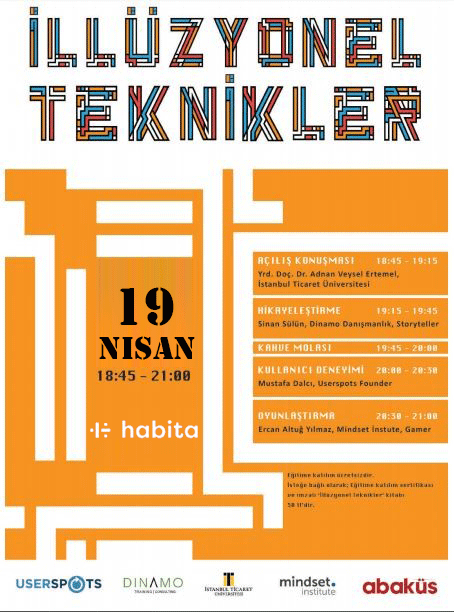 İLLÜZYONEL
TEKNİKLER
19
NISAN
18:45 - 21:00
habita
AÇILIŞ KONUŞMASI 18:45 - 19:15
Yrd. Doç. Dr. Adnan Veysel Ertemel,
İstanbul Ticaret Üniversitesi
HİKAYELEŞTİRME 19:15 - 19:45
Sinan Sülün, Dinamo Danışmanlık, Storyteller
KAHVE MOLASI 19:45 - 20:00
KULLANICI DENEYİMİ 20:00 - 20:30
Mustafa Dalcı, Userspots Founder
OYUNLAŞTIRMA 20:30 - 21:00
Ercan Altuğ Yılmaz, Mindset İnstute, Gamer
Eğitime katılım ücretsizdir.
İsteğe bağlı olarak; Eğitime katılım sertifikası
ve imzalı 'İllüzyonel Teknikler' kitabı
50 tl'dir.
USERSPOTS
DINAMO
TRAINING | CONSULTING
İSTANBUL TİCARET
ÜNİVERSİTESİ
mindset.
institute
abaküs